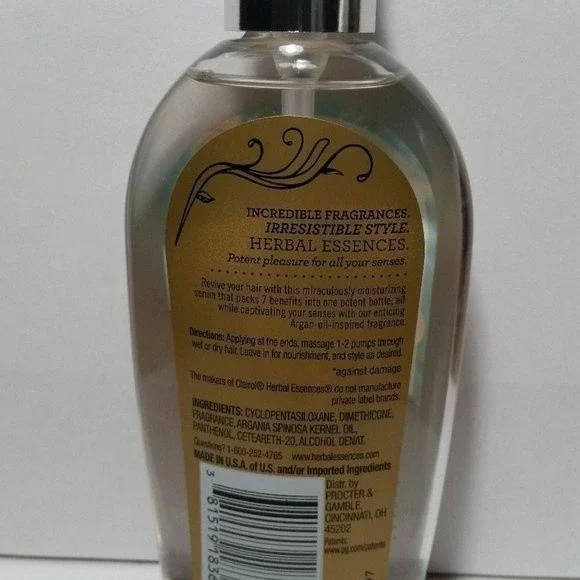 INCREDIBLE FRAGRANCES.
IRRESISTIBLE STYLE.
HERBAL ESSENCES.
Potent pleasure for all your senses.
Revive your hair with this miraculously moisturizing
serum that packs 7 benefits into one potent bottle, all
while captivating your senses with our enticing
Argan-oil-inspired fragrance.
Directions: Applying at the ends, massage 1-2 pumps through
wet or dry hair. Leave in for nourishment, and style as desired.
*against damage
The makers of Clairol® Herbal Essences® do not manufacture
private label brands.
INGREDIENTS: CYCLOPENTASILOXANE, DIMETHICONE,
FRAGRANCE, ARGANIA SPINOSA KERNEL OIL,
PANTHENOL, CETEARETH-20, ALCOHOL DENAT.
Questions? 1-800-252-4765 www.herbalessences.com
MADE IN U.S.A. of U.S. and/or Imported Ingredients
Distr. by
PROCTER &
GAMBLE,
CINCINNATI, OH
45202
Patents:
www.pg.com/patents
3 81519 1836